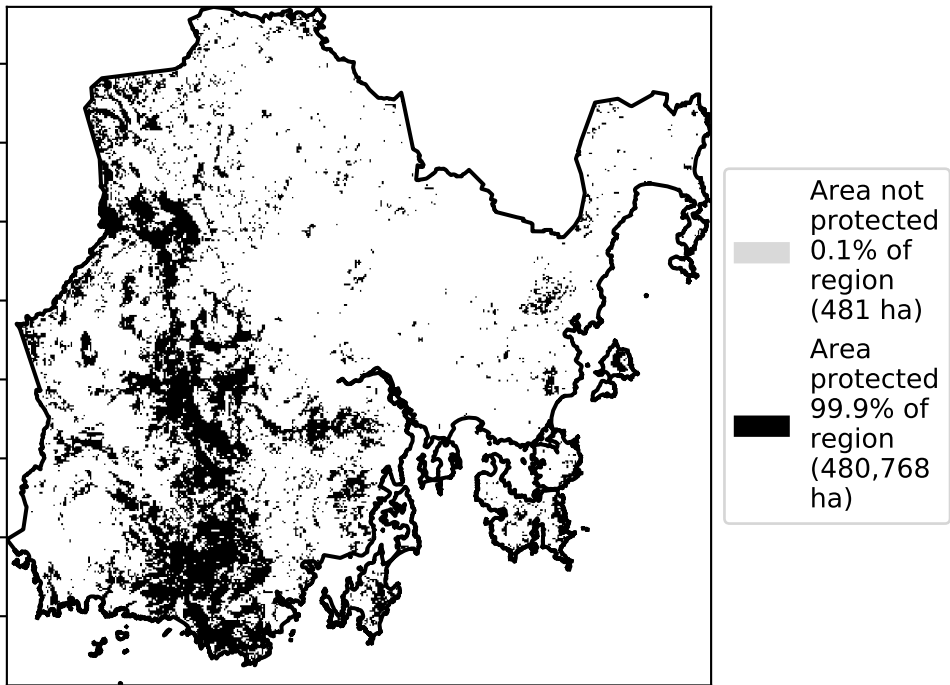 Area not
protected
0.1% of
region
(481 ha)
Area
protected
99.9% of
region
(480,768
ha)